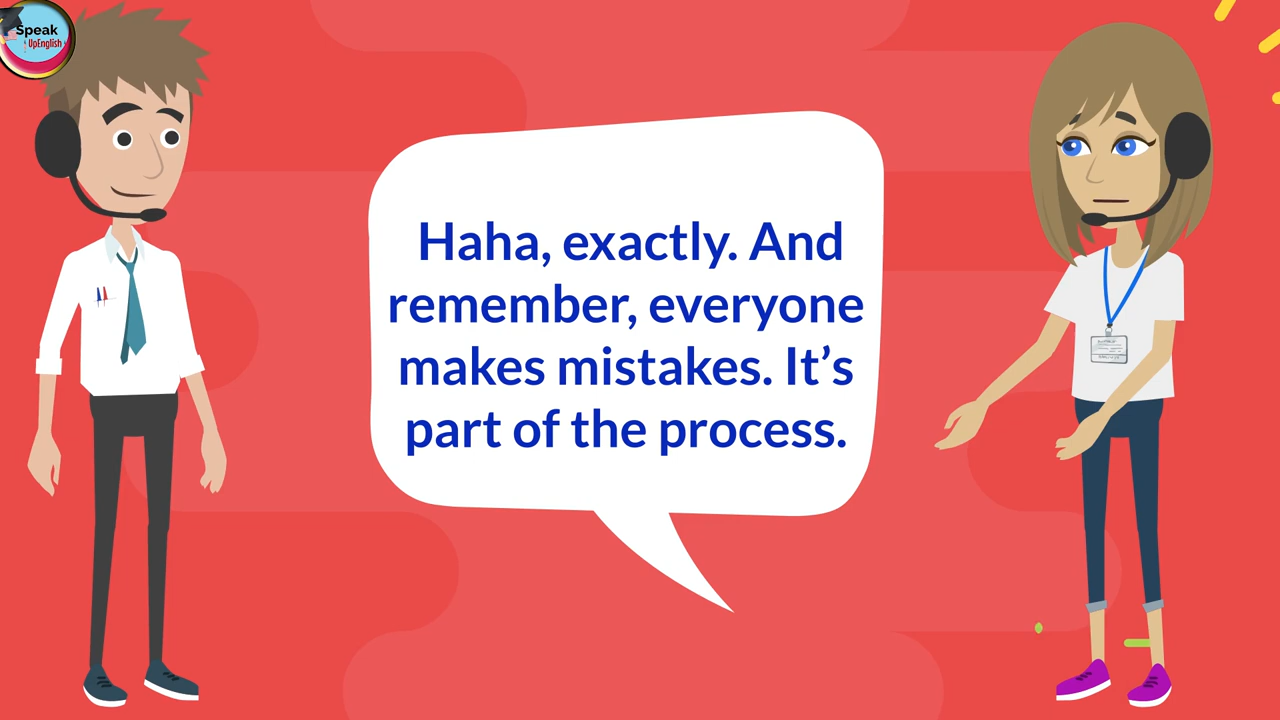 Speak
UpEnglish
Haha, exactly. And
remember, everyone
makes mistakes. It’s
part of the process.